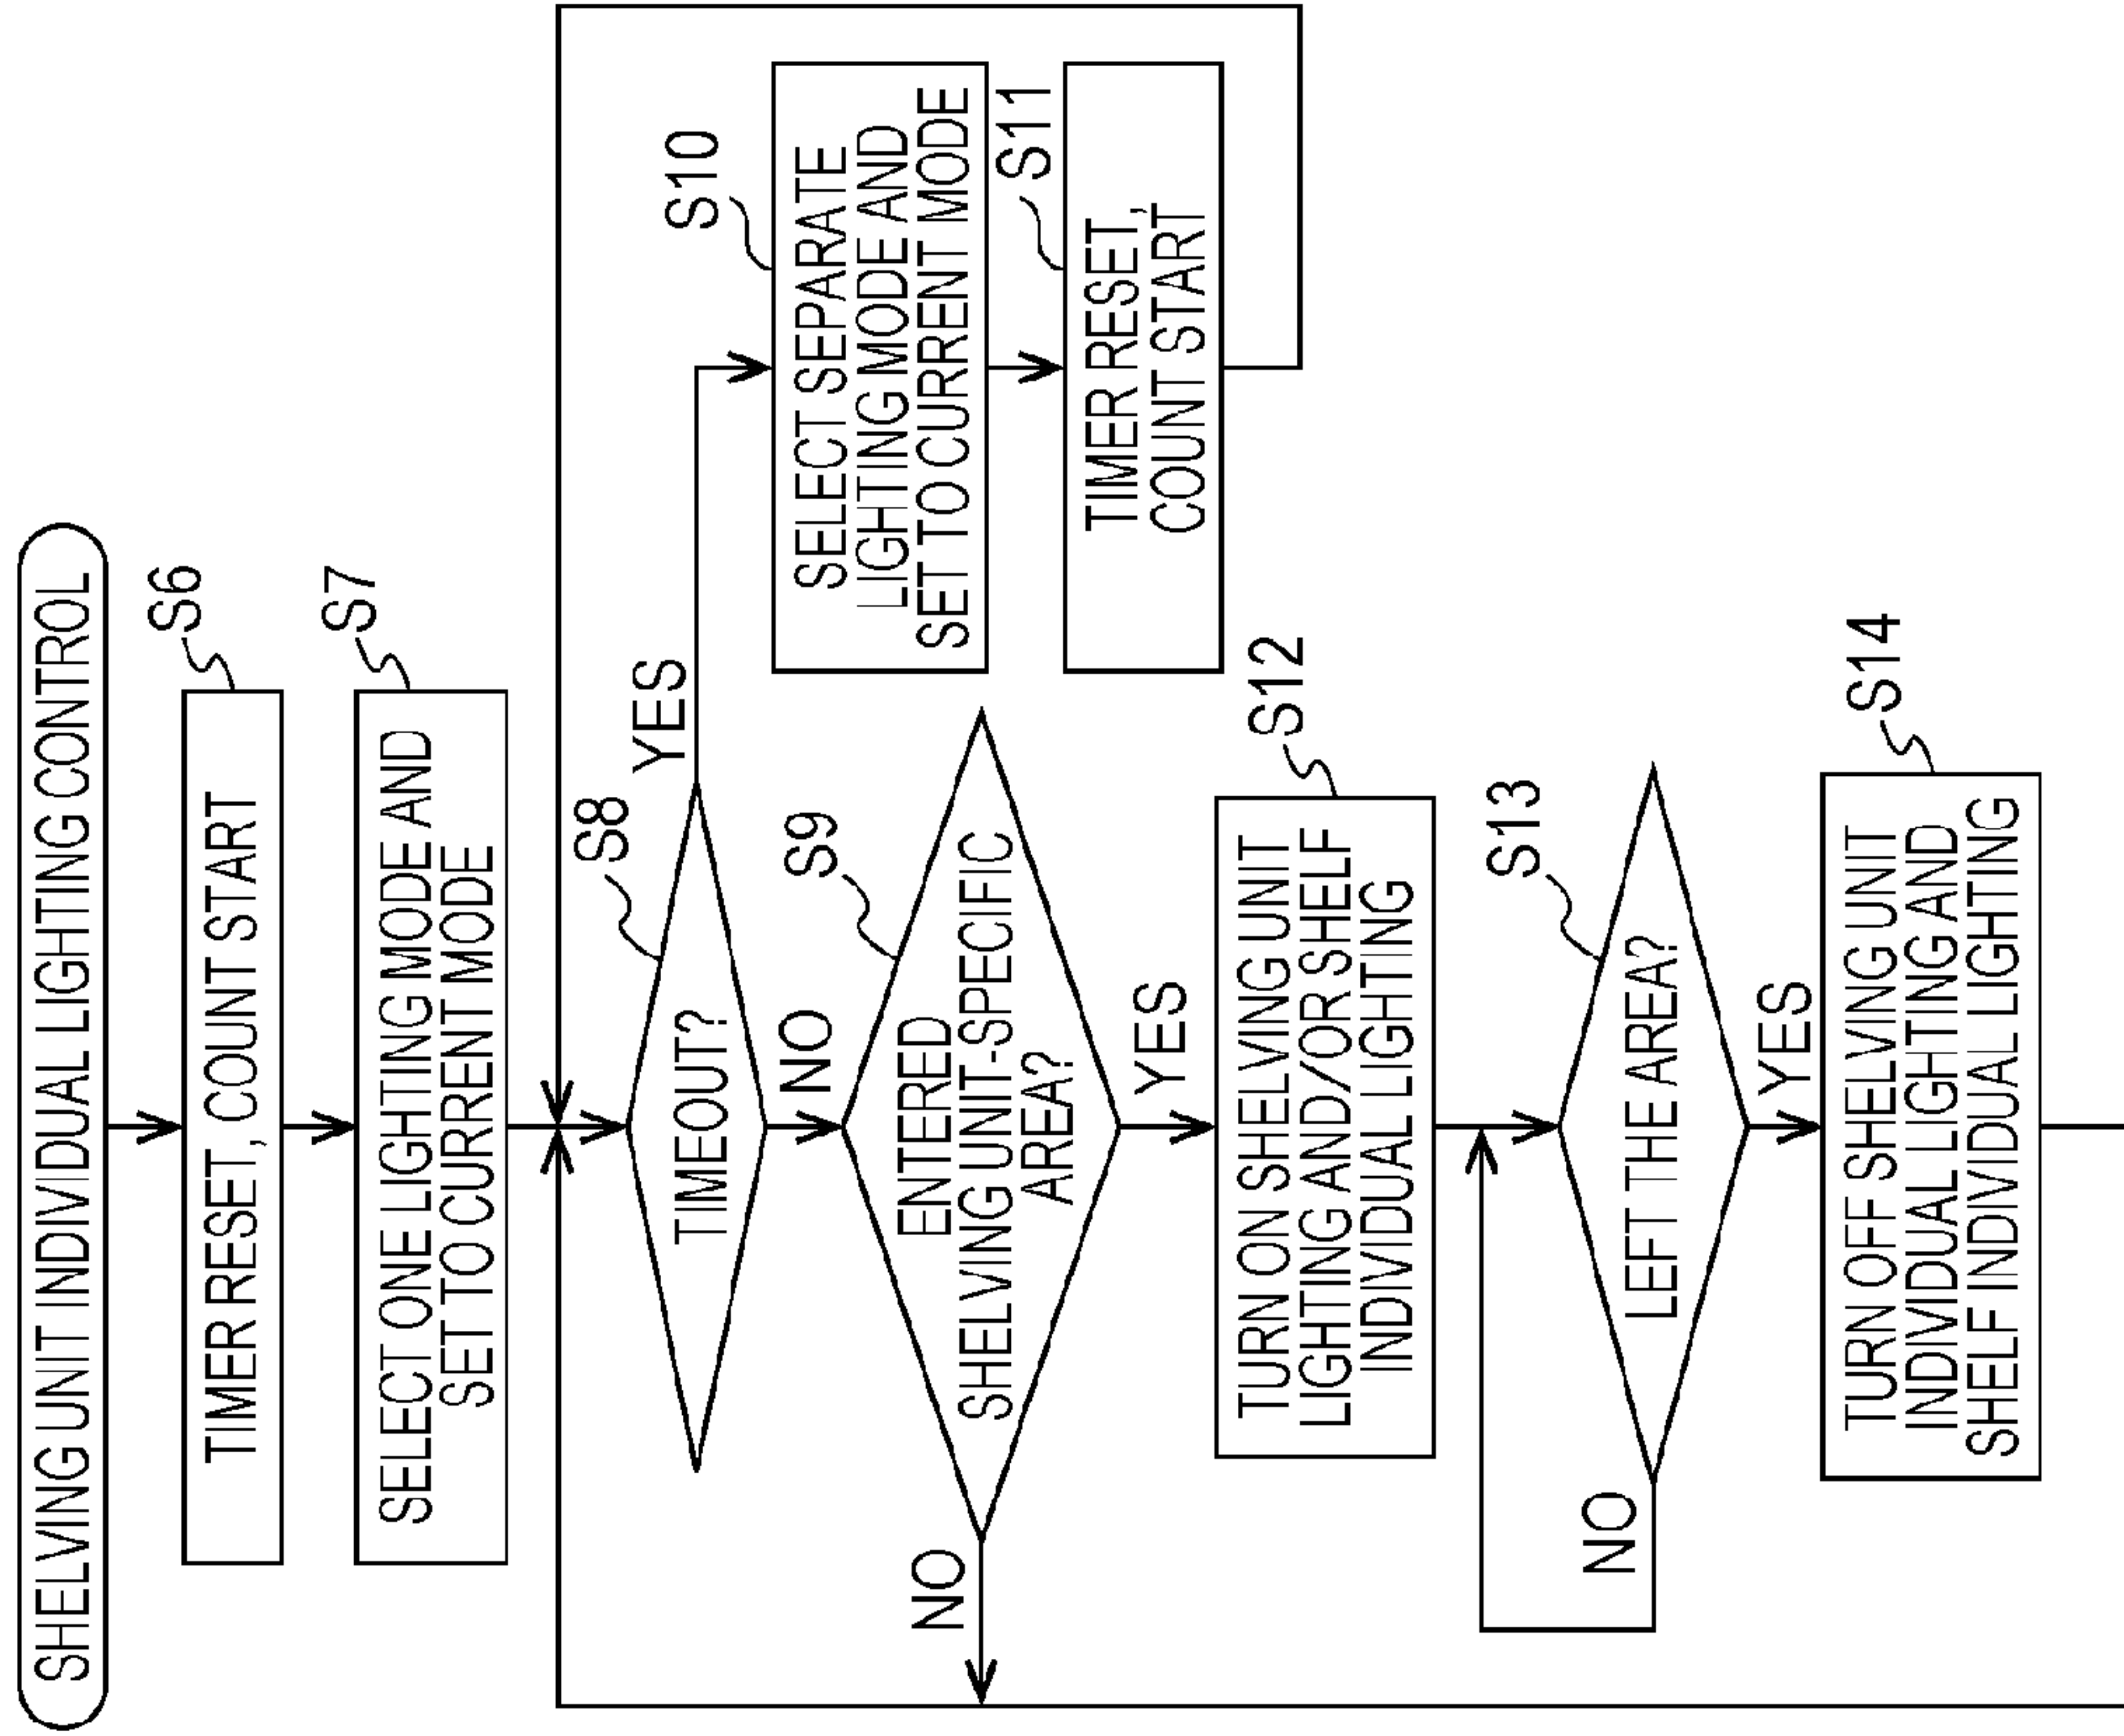 SHELVING UNIT INDIVIDUAL LIGHTING CONTROL
S6
TIMER RESET, COUNT START
S7
SELECT ONE LIGHTING MODE AND
SET TO CURRENT MODE
S8
TIMEOUT?
YES
NO
S10
SELECT SEPARATE
LIGHTING MODE AND
SET TO CURRENT MODE
S11
TIMER RESET,
COUNT START
S9
ENTERED
SHELVING UNIT-SPECIFIC
AREA?
NO
YES
S12
TURN ON SHELVING UNIT
LIGHTING AND/OR SHELF
INDIVIDUAL LIGHTING
S13
LEFT THE AREA?
NO
YES
S14
TURN OFF SHELVING UNIT
INDIVIDUAL LIGHTING AND
SHELF INDIVIDUAL LIGHTING